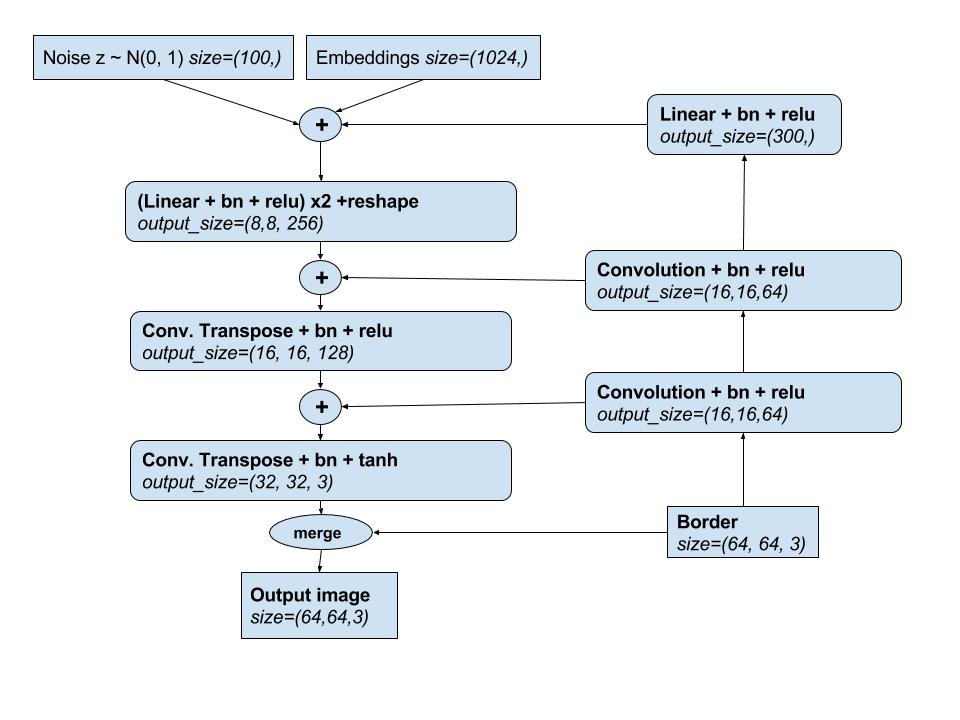 Noise z ~ N(0, 1) size=(100,)
Embeddings size=(1024,)
+
Linear + bn + relu
output_size=(300,)
(Linear + bn + relu) x2 +reshape
output_size=(8,8, 256)
+
Convolution + bn + relu
output_size=(16,16,64)
Conv. Transpose + bn + relu
output_size=(16, 16, 128)
+
Convolution + bn + relu
output_size=(16,16,64)
Conv. Transpose + bn + tanh
output_size=(32, 32, 3)
merge
Border
size=(64, 64, 3)
Output image
size=(64,64,3)